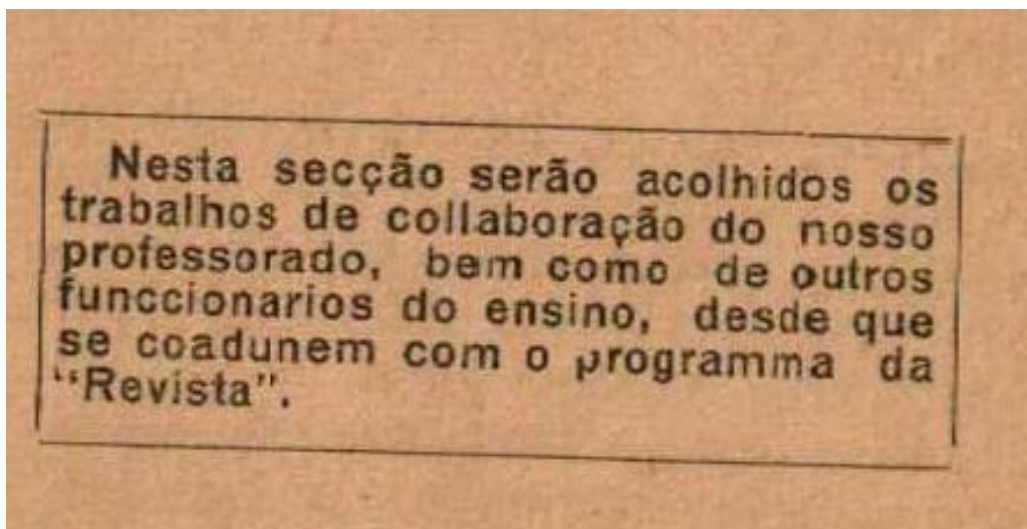 Nesta secção serão acolhidos os
trabalhos de collaboração do nosso
professorado, bem como de outros
funccionarios do ensino, desde que
se coadunem com o programma da
"Revista".